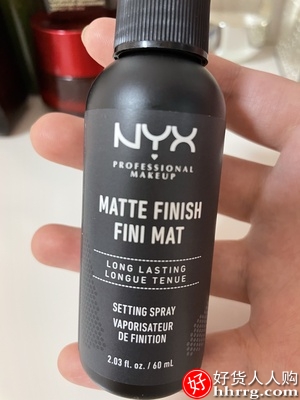 NYX
PROFESSIONAL
MAKEUP
MATTE FINISH
FINI MAT
LONG LASTING
LONGUE TENUE
SETTING SPRAY
VAPORISATEUR
DE FINITION
2.03 fl. oz. / 60 mL
好 好货人人购
hhrrg.com